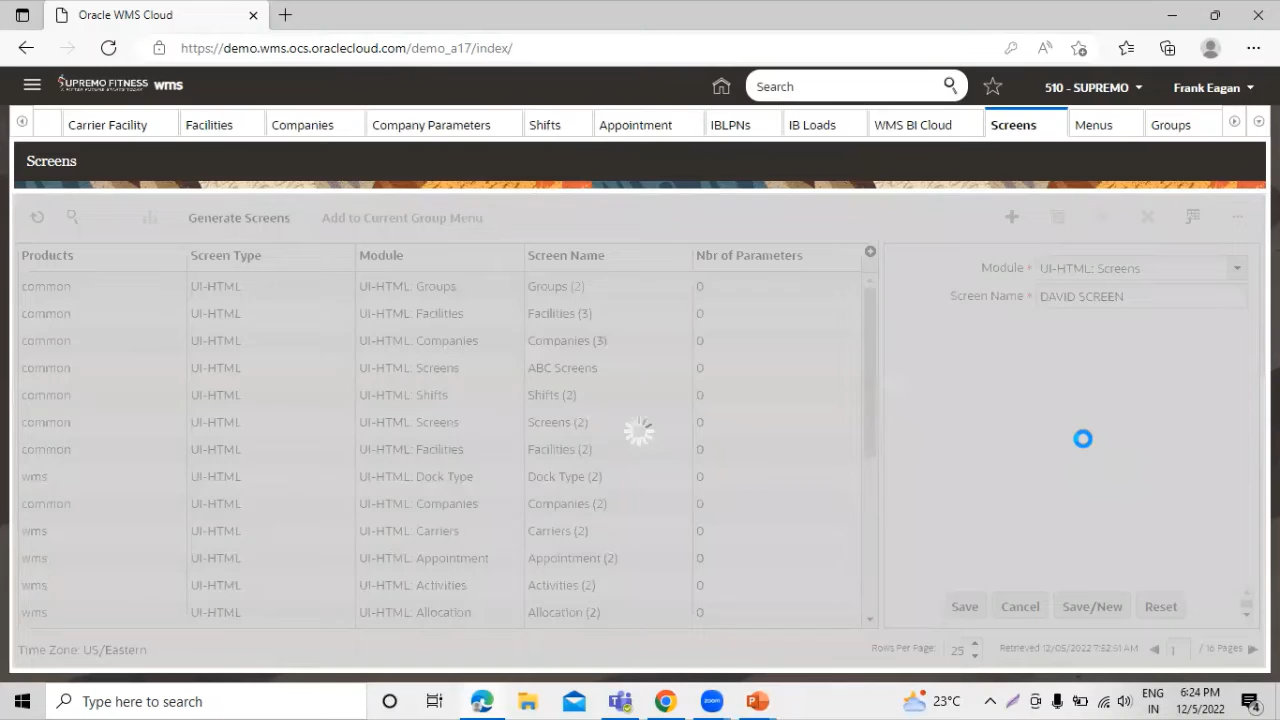 Oracle WMS Cloud
https://demo.wms.ocs.oraclecloud.com/demo_a17/index/
SUPREMO FITNESS wms
Search
510 - SUPREMO
Frank Eagan
Carrier Facility
Facilities
Companies
Company Parameters
Shifts
Appointment
IBLPNs
IB Loads
WMS BI Cloud
Screens
Menus
Groups
Screens
Generate Screens
Add to Current Group Menu
Products Screen Type Module Screen Name Nbr of Parameters
common UI-HTML UI-HTML: Groups Groups (2) 0
common UI-HTML UI-HTML: Facilities Facilities (3) 0
common UI-HTML UI-HTML: Companies Companies (3) 0
common UI-HTML UI-HTML: Screens ABC Screens 0
common UI-HTML UI-HTML: Shifts Shifts (2) 0
common UI-HTML UI-HTML: Screens Screens (2) 0
common UI-HTML UI-HTML: Facilities Facilities (2) 0
wms UI-HTML UI-HTML: Dock Type Dock Type (2) 0
common UI-HTML UI-HTML: Companies Companies (2) 0
wms UI-HTML UI-HTML: Carriers Carriers (2) 0
wms UI-HTML UI-HTML: Appointment Appointment (2) 0
wms UI-HTML UI-HTML: Activities Activities (2) 0
wms UI-HTML UI-HTML: Allocation Allocation (2) 0
Module * UI-HTML: Screens
Screen Name * DAVID SCREEN
Save Cancel Save/New Reset
Time Zone: US/Eastern
Rows Per Page: 25
Retrieved 12/05/2022 7:52:51 AM
1 / 16 Pages
Type here to search
zoom
23°C
ENG
IN
6:24 PM
12/5/2022
4